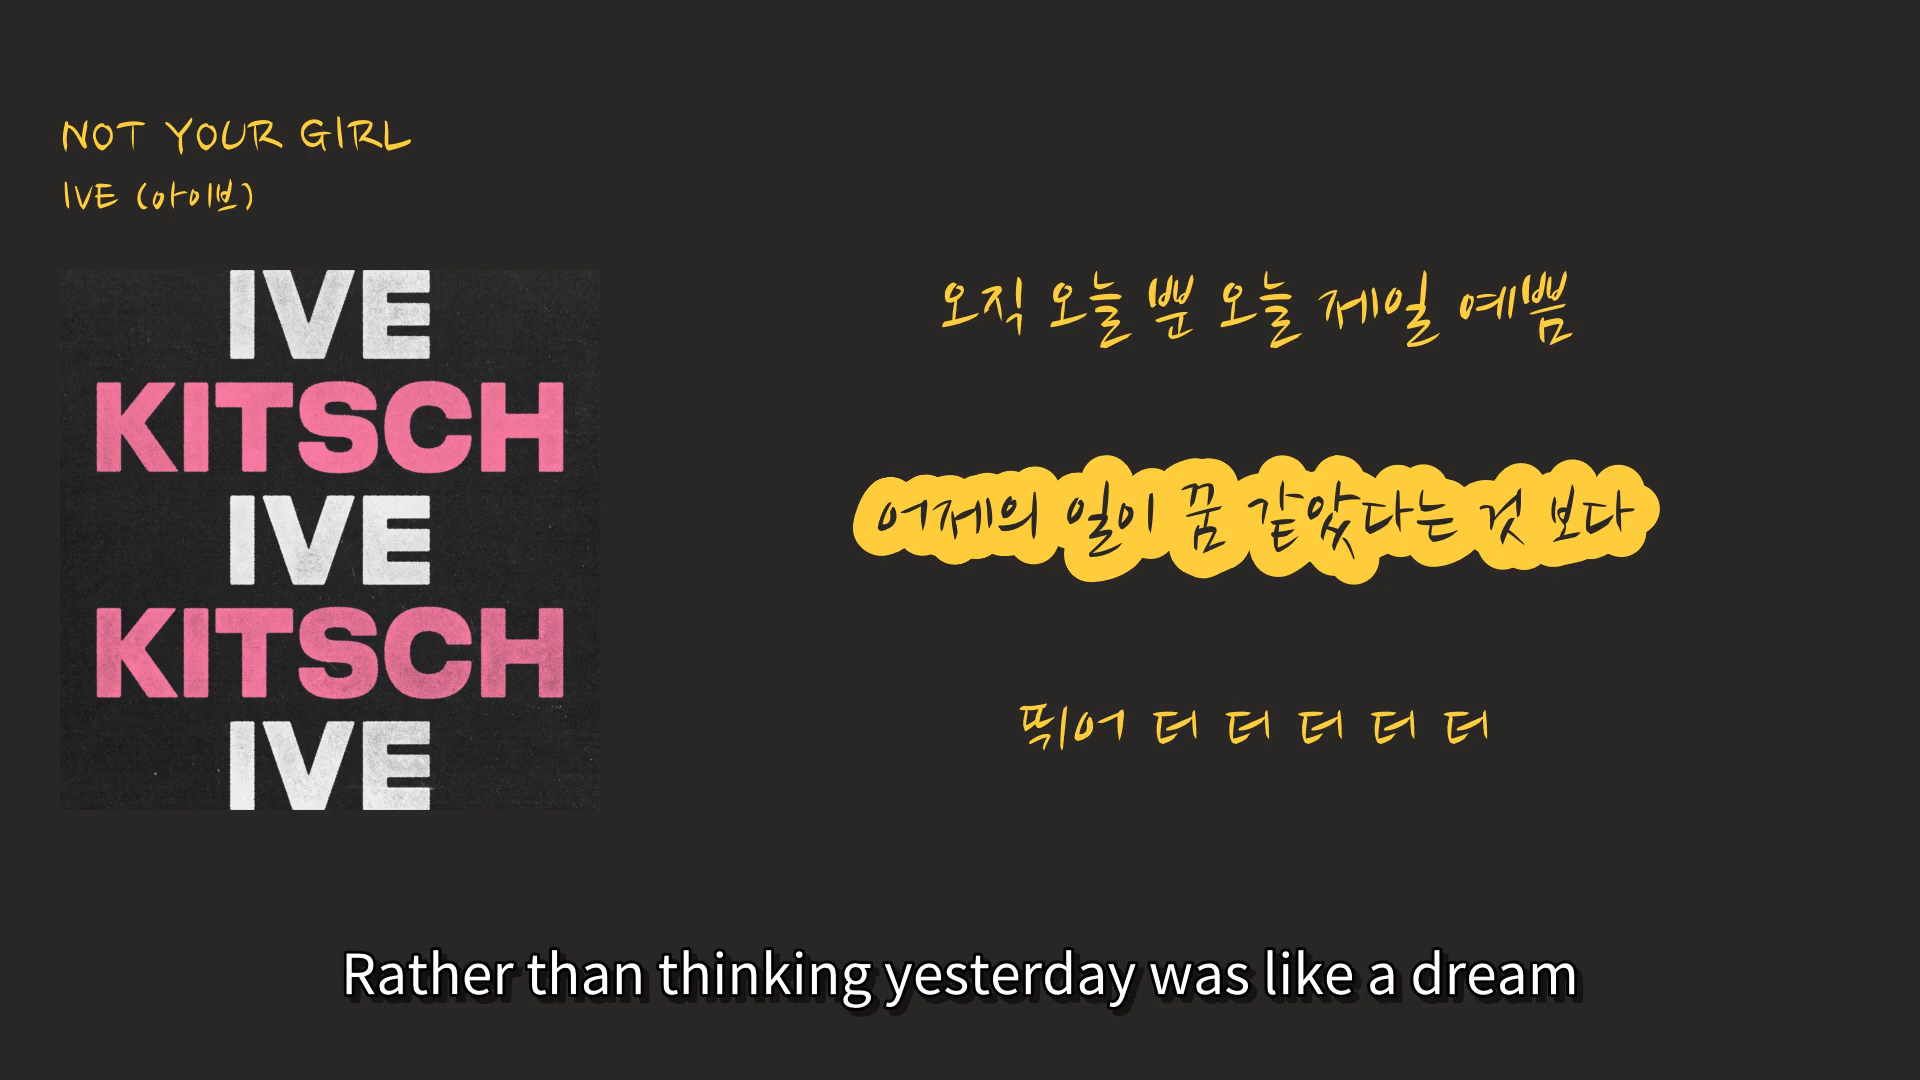 NOT YOUR GIRL
IVE (아이브)
IVE
KITSCH
IVE
KITSCH
IVE
오직 오늘 뿐 오늘 제일 예쁨
어제의 일이 꿈 같았다는 것 보다
띄어 더 더 더 더 더
Rather than thinking yesterday was like a dream